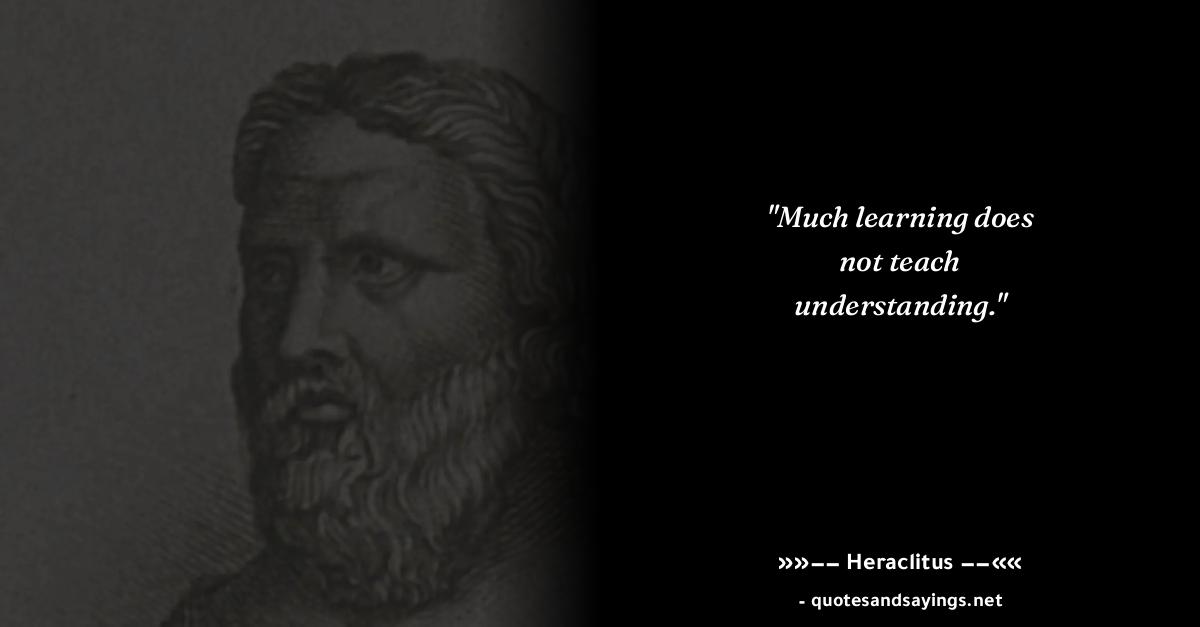 "Much learning does
not teach
understanding."
»»−− Heraclitus −−««
- quotesandsayings.net